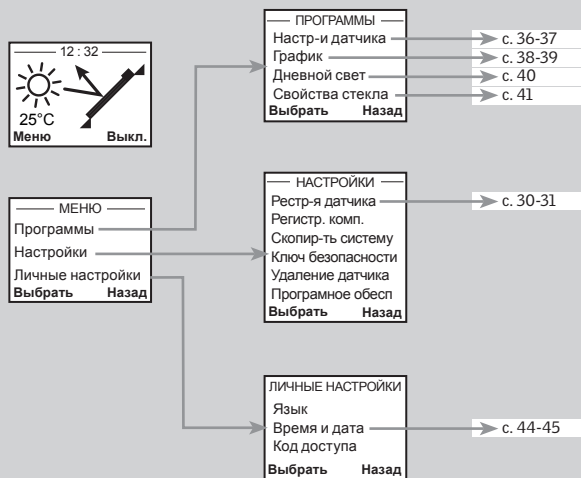 12 : 32
25°C
Меню Выкл.
МЕНЮ
Программы
Настройки
Личные настройки
Выбрать Назад
ПРОГРАММЫ
Настр-и датчика с. 36-37
График с. 38-39
Дневной свет с. 40
Свойства стекла с. 41
Выбрать Назад
НАСТРОЙКИ
Рестр-я датчика с. 30-31
Регистр. комп.
Скопир-ть систему
Ключ безопасности
Удаление датчика
Програмное обесп
Выбрать Назад
ЛИЧНЫЕ НАСТРОЙКИ
Язык
Время и дата с. 44-45
Код доступа
Выбрать Назад